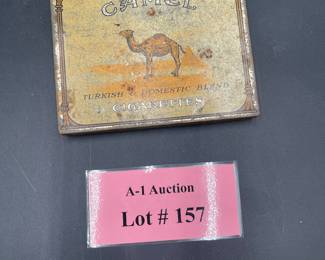 CAMEL
TURKISH & DOMESTIC BLEND
CIGARETTES
A-1 Auction
Lot # 157